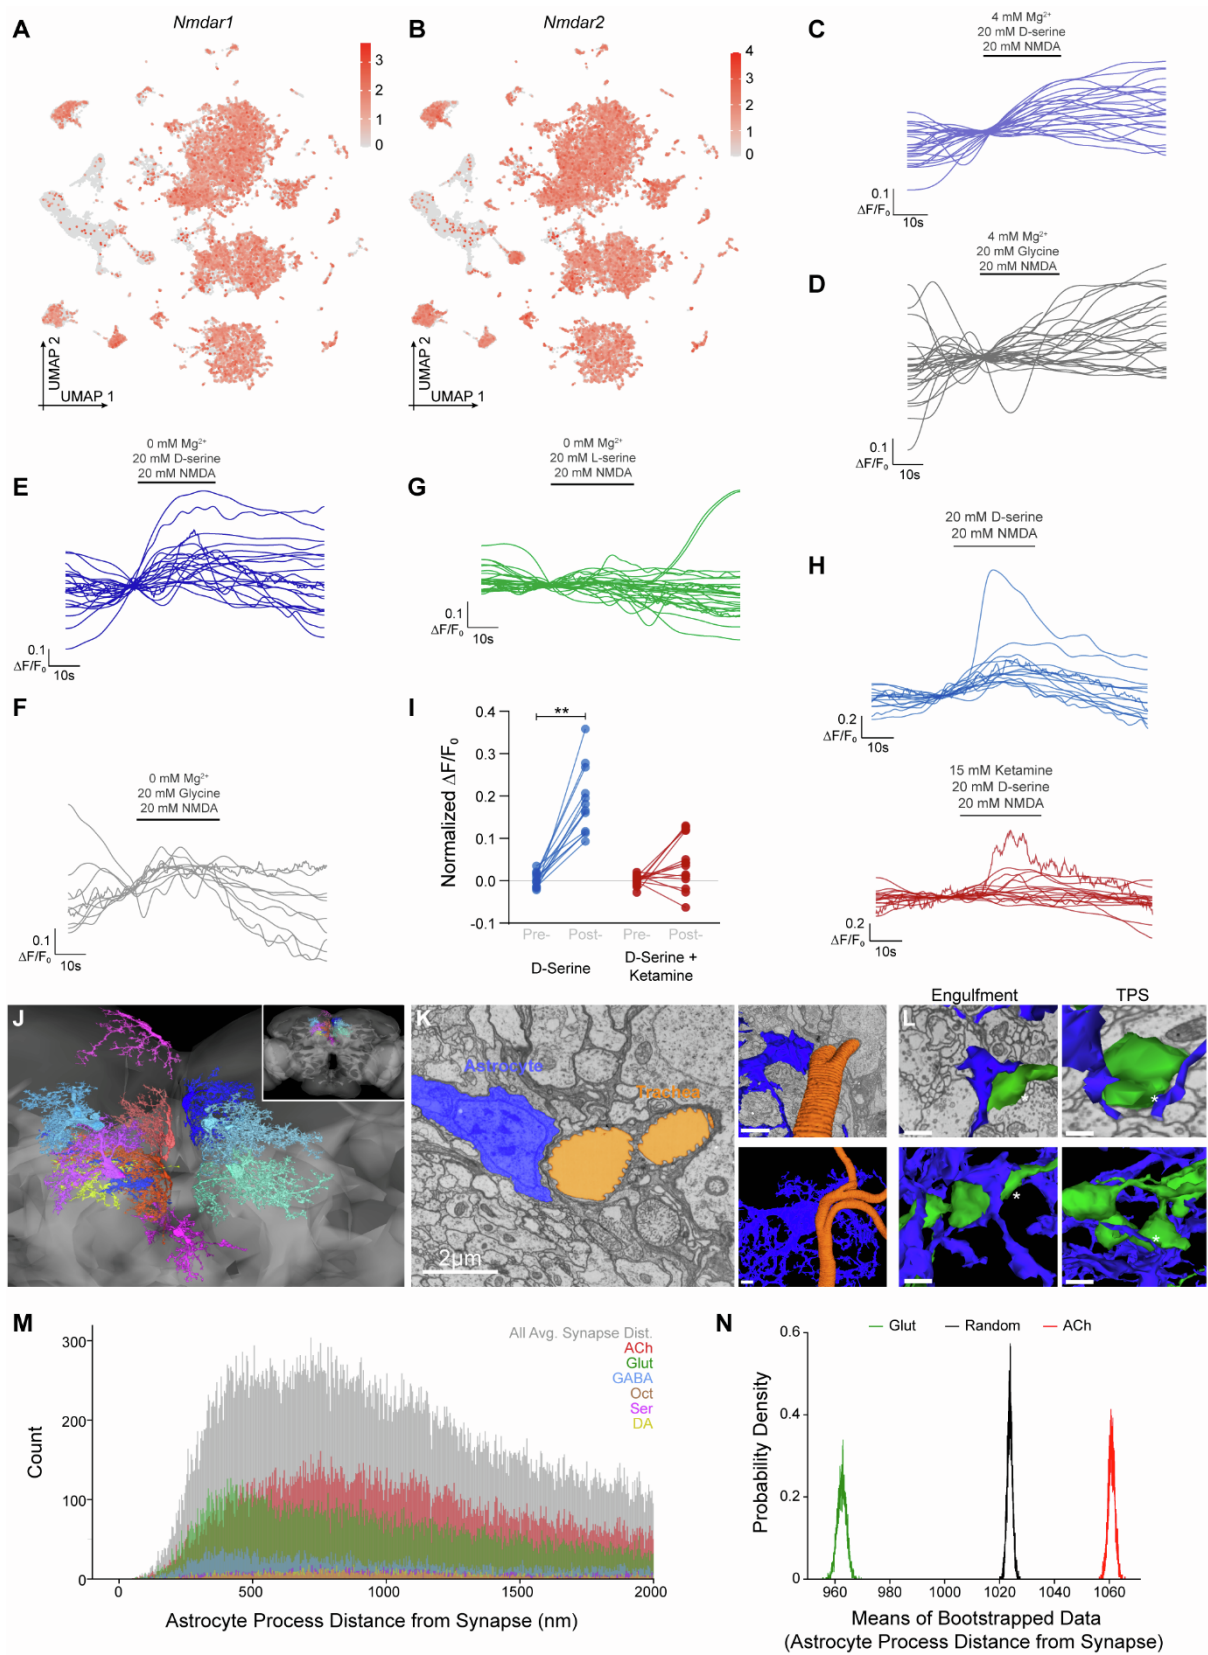 A
Nmdar1
3
2
1
0
UMAP 2
UMAP 1
B
Nmdar2
4
3
2
1
0
UMAP 2
UMAP 1
C
4 mM Mg²⁺
20 mM D-serine
20 mM NMDA
0.1
ΔF/F₀
10s
D
4 mM Mg²⁺
20 mM Glycine
20 mM NMDA
0.1
ΔF/F₀
10s
E
0 mM Mg²⁺
20 mM D-serine
20 mM NMDA
0.1
ΔF/F₀
10s
G
0 mM Mg²⁺
20 mM L-serine
20 mM NMDA
0.1
ΔF/F₀
10s
H
20 mM D-serine
20 mM NMDA
0.2
ΔF/F₀
10s
15 mM Ketamine
20 mM D-serine
20 mM NMDA
0.2
ΔF/F₀
10s
F
0 mM Mg²⁺
20 mM Glycine
20 mM NMDA
0.1
ΔF/F₀
10s
I
**
Normalized ΔF/F₀
0.4
0.3
0.2
0.1
0.0
-0.1
Pre- Post- Pre- Post-
D-Serine
D-Serine +
Ketamine
J
K
Astrocyte
Trachea
2µm
L
Engulfment
TPS
*
*
*
*
M
Count
300
200
100
0
All Avg. Synapse Dist.
ACh
Glut
GABA
Oct
Ser
DA
0 500 1000 1500 2000
Astrocyte Process Distance from Synapse (nm)
N
Glut Random ACh
Probability Density
0.6
0.4
0.2
0
960 980 1000 1020 1040 1060
Means of Bootstrapped Data
(Astrocyte Process Distance from Synapse)